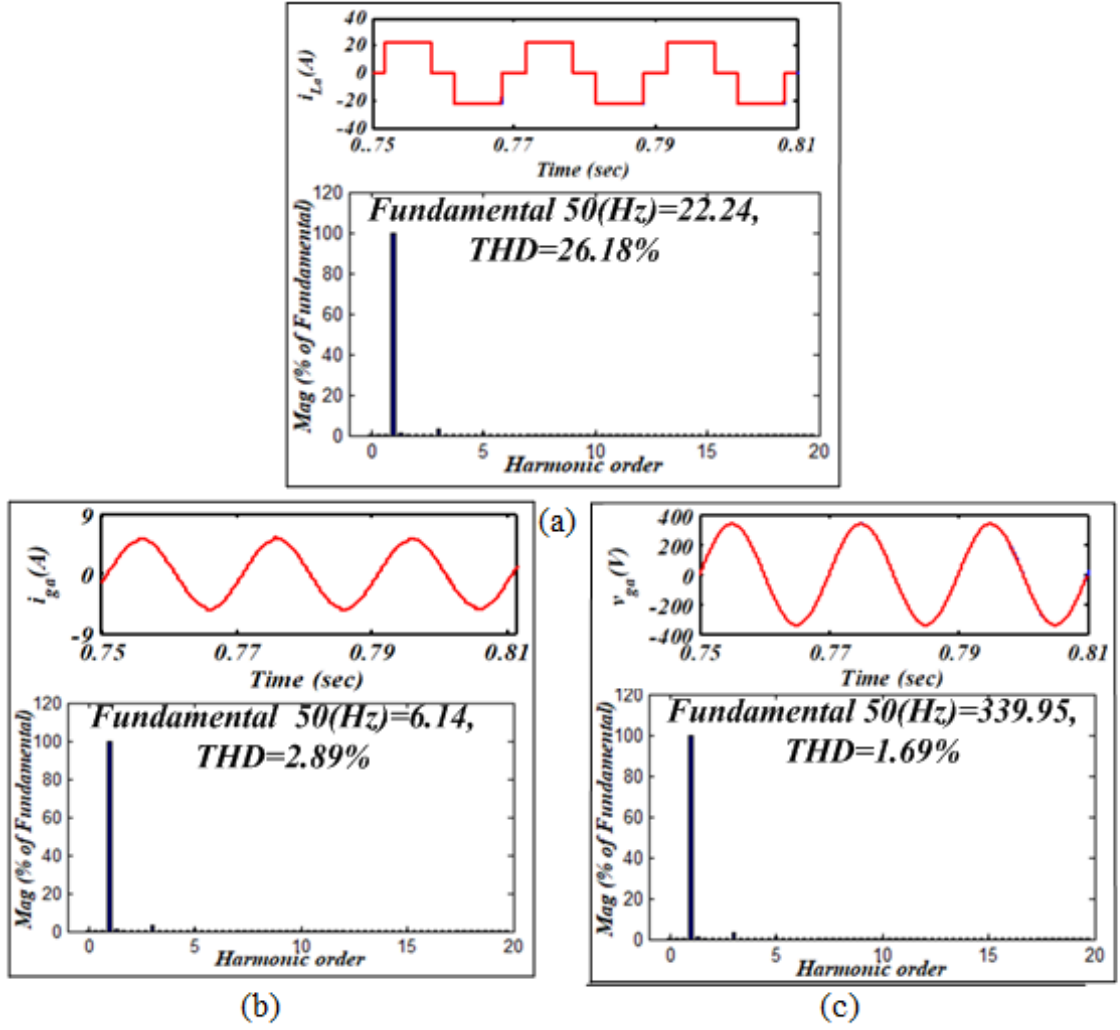 40
20
0
-20
-40
i_La(A)
0..75
0.77
0.79
0.81
Time (sec)
120
100
80
60
40
20
0
Mag (% of Fundamental)
Fundamental 50(Hz)=22.24,
THD=26.18%
0
5
10
15
20
Harmonic order
(a)
9
0
-9
i_ga(A)
0.75
0.77
0.79
0.81
Time (sec)
120
100
80
60
40
20
0
Mag (% of Fundamental)
Fundamental 50(Hz)=6.14,
THD=2.89%
0
5
10
15
20
Harmonic order
(b)
400
200
0
-200
-400
v_ga(V)
0.75
0.77
0.79
0.81
Time (sec)
120
100
80
60
40
20
0
Mag (% of Fundamental)
Fundamental 50(Hz)=339.95,
THD=1.69%
0
5
10
15
20
Harmonic order
(c)